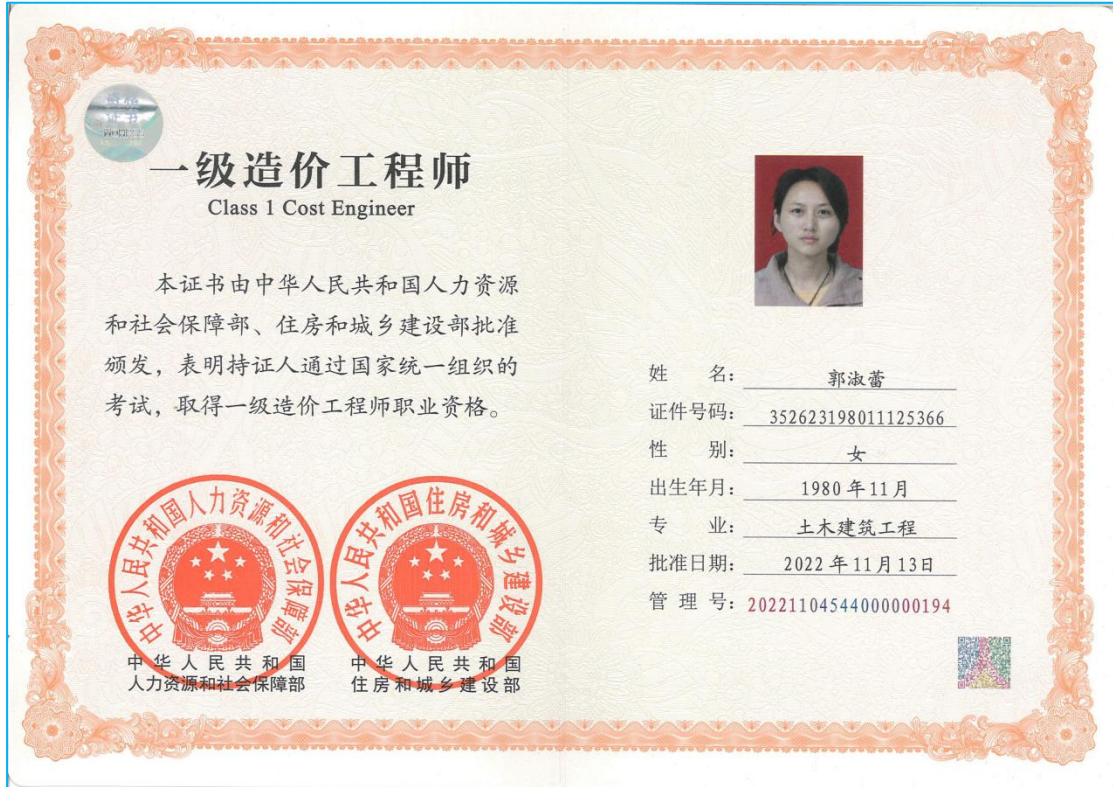 一级造价工程师
Class 1 Cost Engineer
本证书由中华人民共和国人力资源
和社会保障部、住房和城乡建设部批准
颁发，表明持证人通过国家统一组织的
考试，取得一级造价工程师职业资格。
中华人民共和国人力资源和社会保障部
中华人民共和国住房和城乡建设部
中华人民共和国
人力资源和社会保障部
中华人民共和国
住房和城乡建设部
姓 名： 郭淑蕾
证件号码： 352623198011125366
性 别： 女
出生年月： 1980年11月
专 业： 土木建筑工程
批准日期： 2022年11月13日
管 理 号： 20221104544000000194